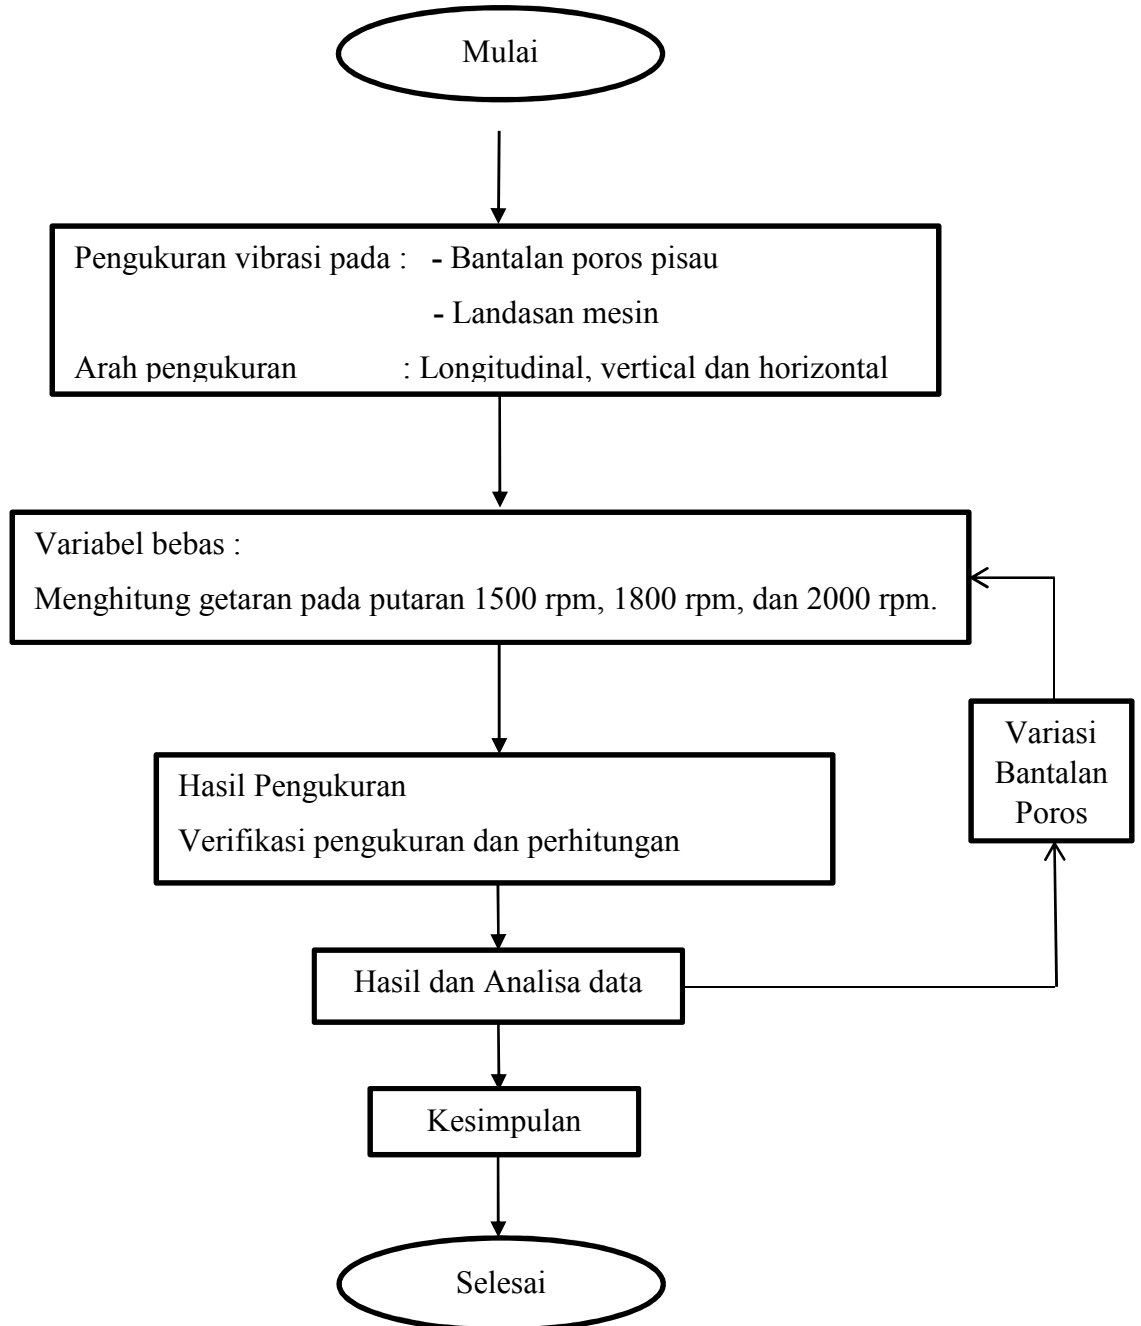 Mulai
Pengukuran vibrasi pada : - Bantalan poros pisau
- Landasan mesin
Arah pengukuran : Longitudinal, vertical dan horizontal
Variabel bebas :
Menghitung getaran pada putaran 1500 rpm, 1800 rpm, dan 2000 rpm.
Variasi
Bantalan
Poros
Hasil Pengukuran
Verifikasi pengukuran dan perhitungan
Hasil dan Analisa data
Kesimpulan
Selesai